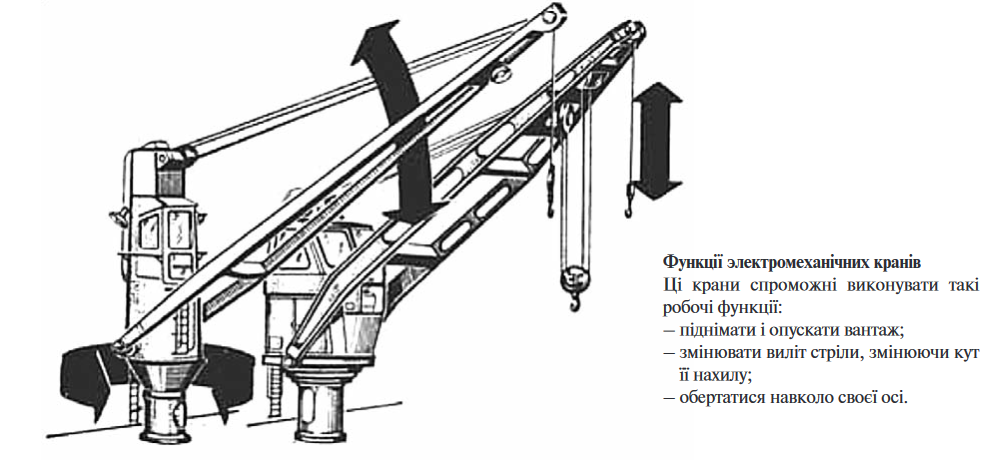 Функції электромеханічних кранів
Ці крани спроможні виконувати такі
робочі функції:
– піднімати і опускати вантаж;
– змінювати виліт стріли, змінюючи кут
її нахилу;
– обертатися навколо своєї осі.